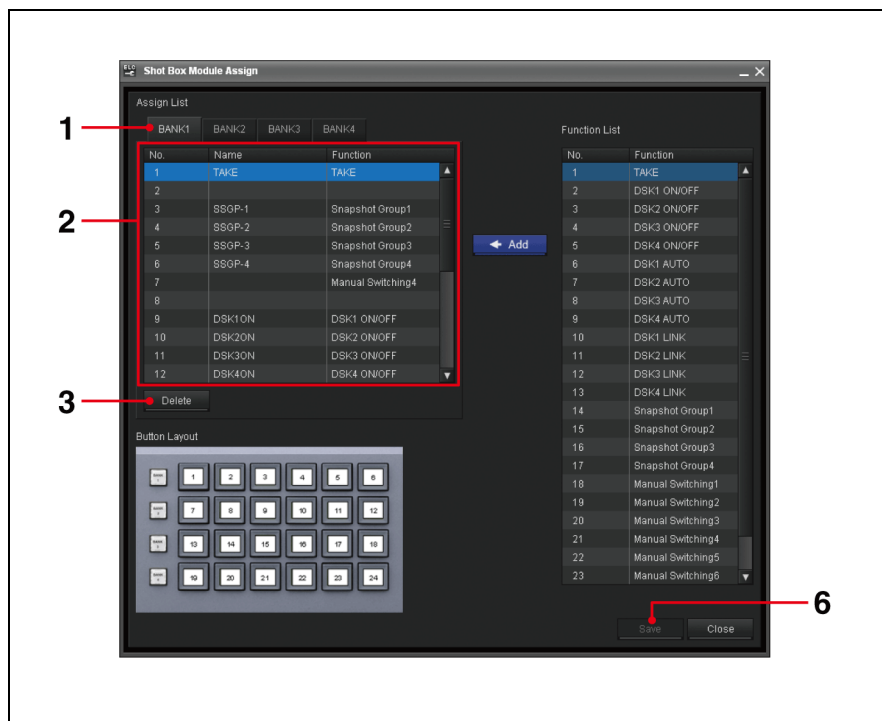 ELC
Shot Box Module Assign
Assign List
1
BANK1 BANK2 BANK3 BANK4
Function List
No. Name Function
1 TAKE TAKE
2
2
3 SSGP-1 Snapshot Group1
4 SSGP-2 Snapshot Group2
5 SSGP-3 Snapshot Group3
6 SSGP-4 Snapshot Group4
7 Manual Switching4
8
9 DSK1ON DSK1 ON/OFF
10 DSK2ON DSK2 ON/OFF
11 DSK3ON DSK3 ON/OFF
12 DSK4ON DSK4 ON/OFF
3
Delete
Add
No. Function
1 TAKE
2 DSK1 ON/OFF
3 DSK2 ON/OFF
4 DSK3 ON/OFF
5 DSK4 ON/OFF
6 DSK1 AUTO
7 DSK2 AUTO
8 DSK3 AUTO
9 DSK4 AUTO
10 DSK1 LINK
11 DSK2 LINK
12 DSK3 LINK
13 DSK4 LINK
14 Snapshot Group1
15 Snapshot Group2
16 Snapshot Group3
17 Snapshot Group4
18 Manual Switching1
19 Manual Switching2
20 Manual Switching3
21 Manual Switching4
22 Manual Switching5
23 Manual Switching6
Button Layout
1 2 3 4 5 6
7 8 9 10 11 12
13 14 15 16 17 18
19 20 21 22 23 24
6
Save Close